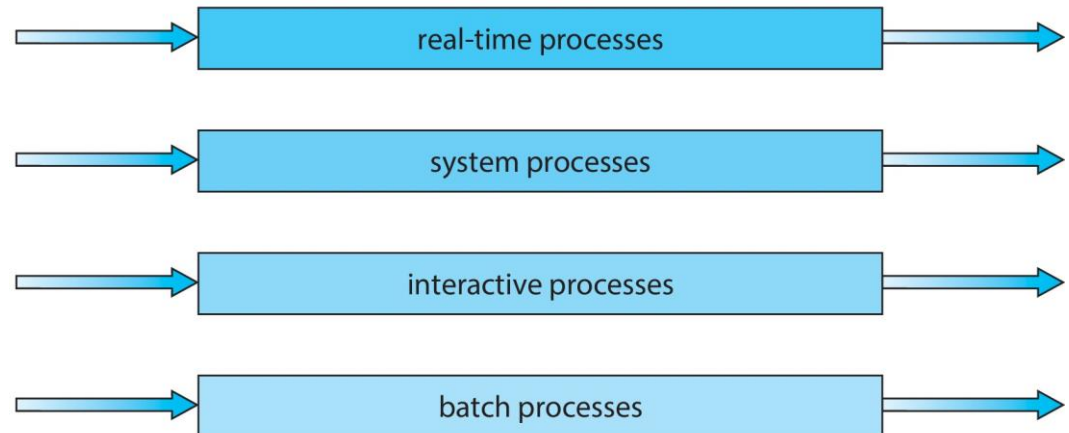 real-time processes
system processes
interactive processes
batch processes